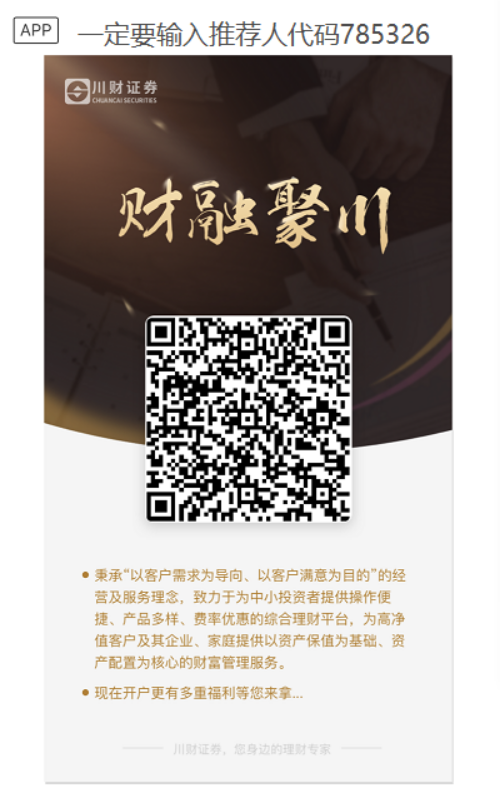 APP 一定要输入推荐人代码785326
川财证券
CHUANCAI SECURITIES
财融聚川
秉承“以客户需求为导向、以客户满意为目的”的经
营及服务理念，致力于为中小投资者提供操作便
捷、产品多样、费率优惠的综合理财平台，为高净
值客户及其企业、家庭提供以资产保值为基础、资
产配置为核心的财富管理服务。
现在开户更有多重福利等您来拿...
川财证券，您身边的理财专家